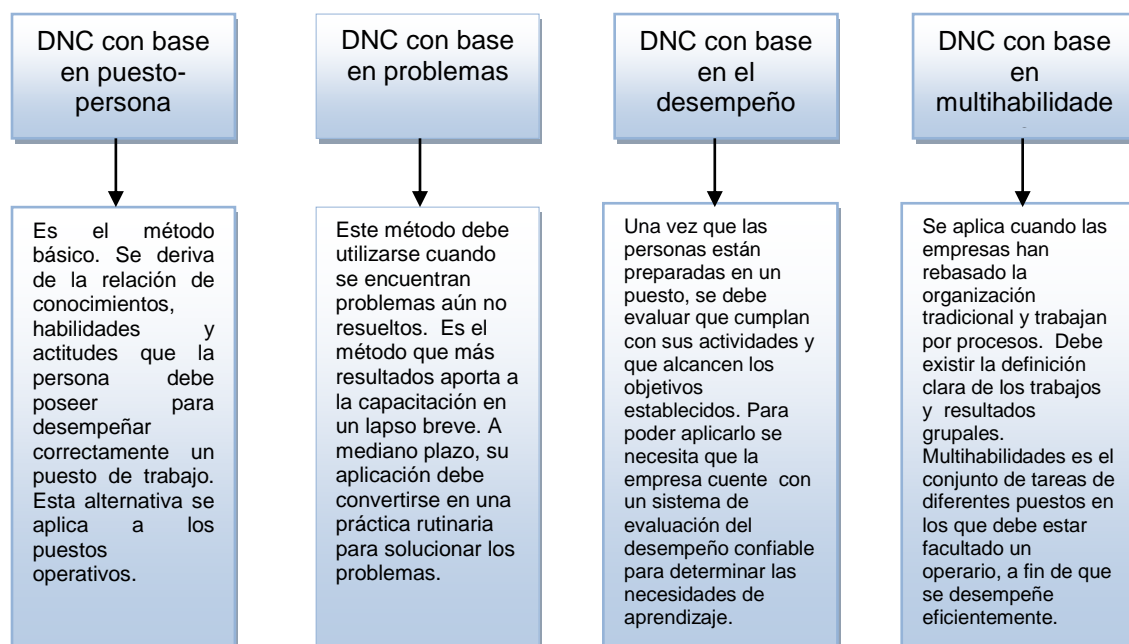 DNC con base
en puesto-
persona
DNC con base
en problemas
DNC con base
en el
desempeño
DNC con base
en
multihabilidade
Es el método
básico. Se deriva
de la relación de
conocimientos,
habilidades y
actitudes que la
persona debe
poseer para
desempeñar
correctamente un
puesto de trabajo.
Esta alternativa se
aplica a los
puestos
operativos.
Este método debe
utilizarse cuando
se encuentran
problemas aún no
resueltos. Es el
método que más
resultados aporta a
la capacitación en
un lapso breve. A
mediano plazo, su
aplicación debe
convertirse en una
práctica rutinaria
para solucionar los
problemas.
Una vez que las
personas están
preparadas en un
puesto, se debe
evaluar que cumplan
con sus actividades y
que alcancen los
objetivos
establecidos. Para
poder aplicarlo se
necesita que la
empresa cuente con
un sistema de
evaluación del
desempeño confiable
para determinar las
necesidades de
aprendizaje.
Se aplica cuando las
empresas han
rebasado la
organización
tradicional y trabajan
por procesos. Debe
existir la definición
clara de los trabajos
y resultados
grupales.
Multihabilidades es el
conjunto de tareas de
diferentes puestos en
los que debe estar
facultado un
operario, a fin de que
se desempeñe
eficientemente.